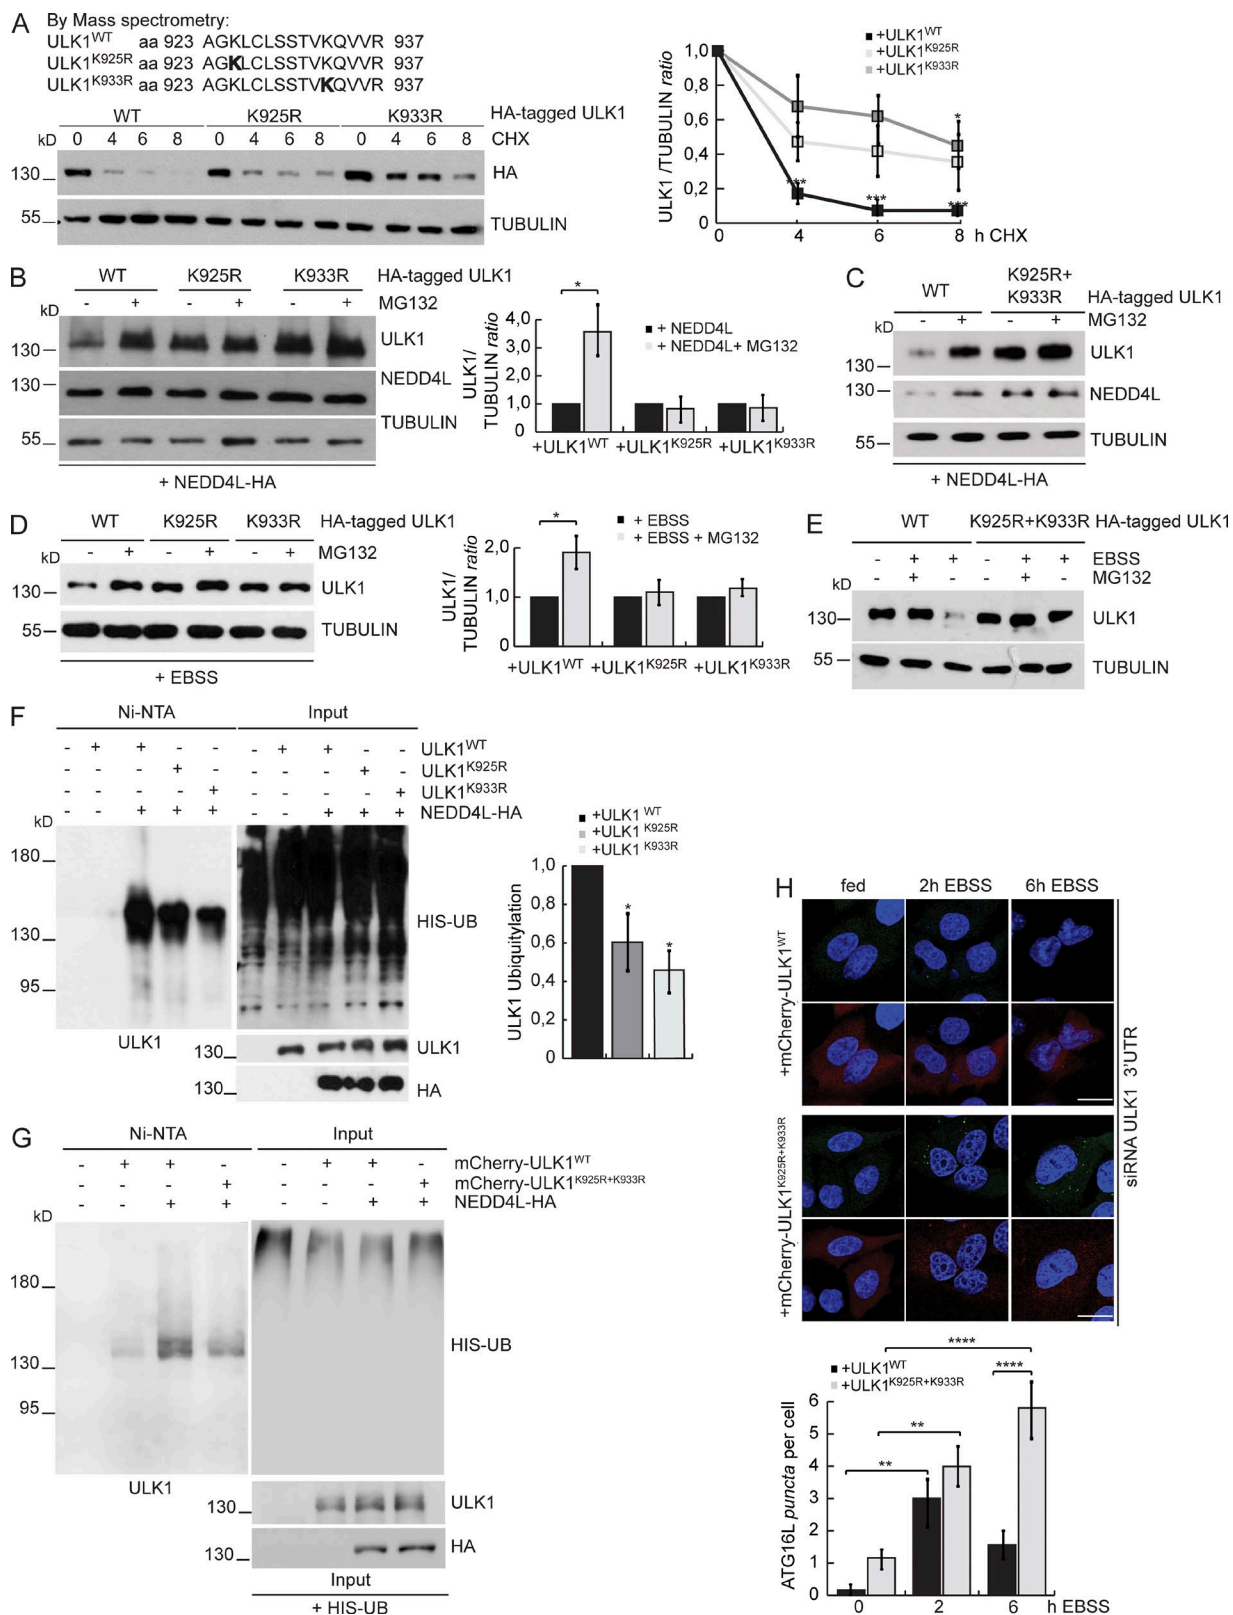 A
By Mass spectrometry:
ULK1WT aa 923 AGKLCLSSTVKQVVR 937
ULK1K925R aa 923 AGKLCLSSTVKQVVR 937
ULK1K933R aa 923 AGKLCLSSTVKQVVR 937
WT K925R K933R HA-tagged ULK1
kD 0 4 6 8 0 4 6 8 0 4 6 8 CHX
130 HA
55 TUBULIN
+ULK1WT
+ULK1K925R
+ULK1K933R
ULK1 /TUBULIN ratio
1,0
0,8
0,6
0,4
0,2
0
*
*** *** ***
0 4 6 8 h CHX
B
WT K925R K933R HA-tagged ULK1
kD - + - + - + MG132
130 ULK1
130 NEDD4L
55 TUBULIN
+ NEDD4L-HA
ULK1/
TUBULIN ratio
4,0
3,0
2,0
1,0
0
*
+ NEDD4L
+ NEDD4L+ MG132
+ULK1WT +ULK1K925R +ULK1K933R
C
WT K925R+
K933R HA-tagged ULK1
kD - + - + MG132
130 ULK1
130 NEDD4L
55 TUBULIN
+ NEDD4L-HA
D
WT K925R K933R HA-tagged ULK1
kD - + - + - + MG132
130 ULK1
55 TUBULIN
+ EBSS
ULK1/
TUBULIN ratio
2,0
1,0
0
*
+ EBSS
+ EBSS + MG132
+ULK1WT +ULK1K925R +ULK1K933R
E
WT K925R+K933R HA-tagged ULK1
- + + - + + EBSS
kD - + - - + - MG132
130 ULK1
55 TUBULIN
F
Ni-NTA Input
- + + - - - + + - - ULK1WT
- - - + - - - - + - ULK1K925R
- - - - + - - - - + ULK1K933R
- - + + + - - + + + NEDD4L-HA
kD
180
130
95
HIS-UB
ULK1
130 ULK1
130 HA
+ULK1 WT
+ULK1 K925R
+ULK1 K933R
ULK1 Ubiquitylation
1,0
0,8
0,6
0,4
0,2
0
* *
G
Ni-NTA Input
- + + - - + + - mCherry-ULK1WT
- - - + - - - + mCherry-ULK1K925R+K933R
- - + + - - + + NEDD4L-HA
kD
180
130
95
HIS-UB
ULK1
130 ULK1
130 HA
Input
+ HIS-UB
H
fed 2h EBSS 6h EBSS
+mCherry-ULK1WT
+mCherry-ULK1K925R+K933R
siRNA ULK1 3'UTR
+ULK1WT
+ULK1K925R+K933R
****
****
**
**
ATG16L puncta per cell
6
5
4
3
2
1
0
0 2 6 h EBSS